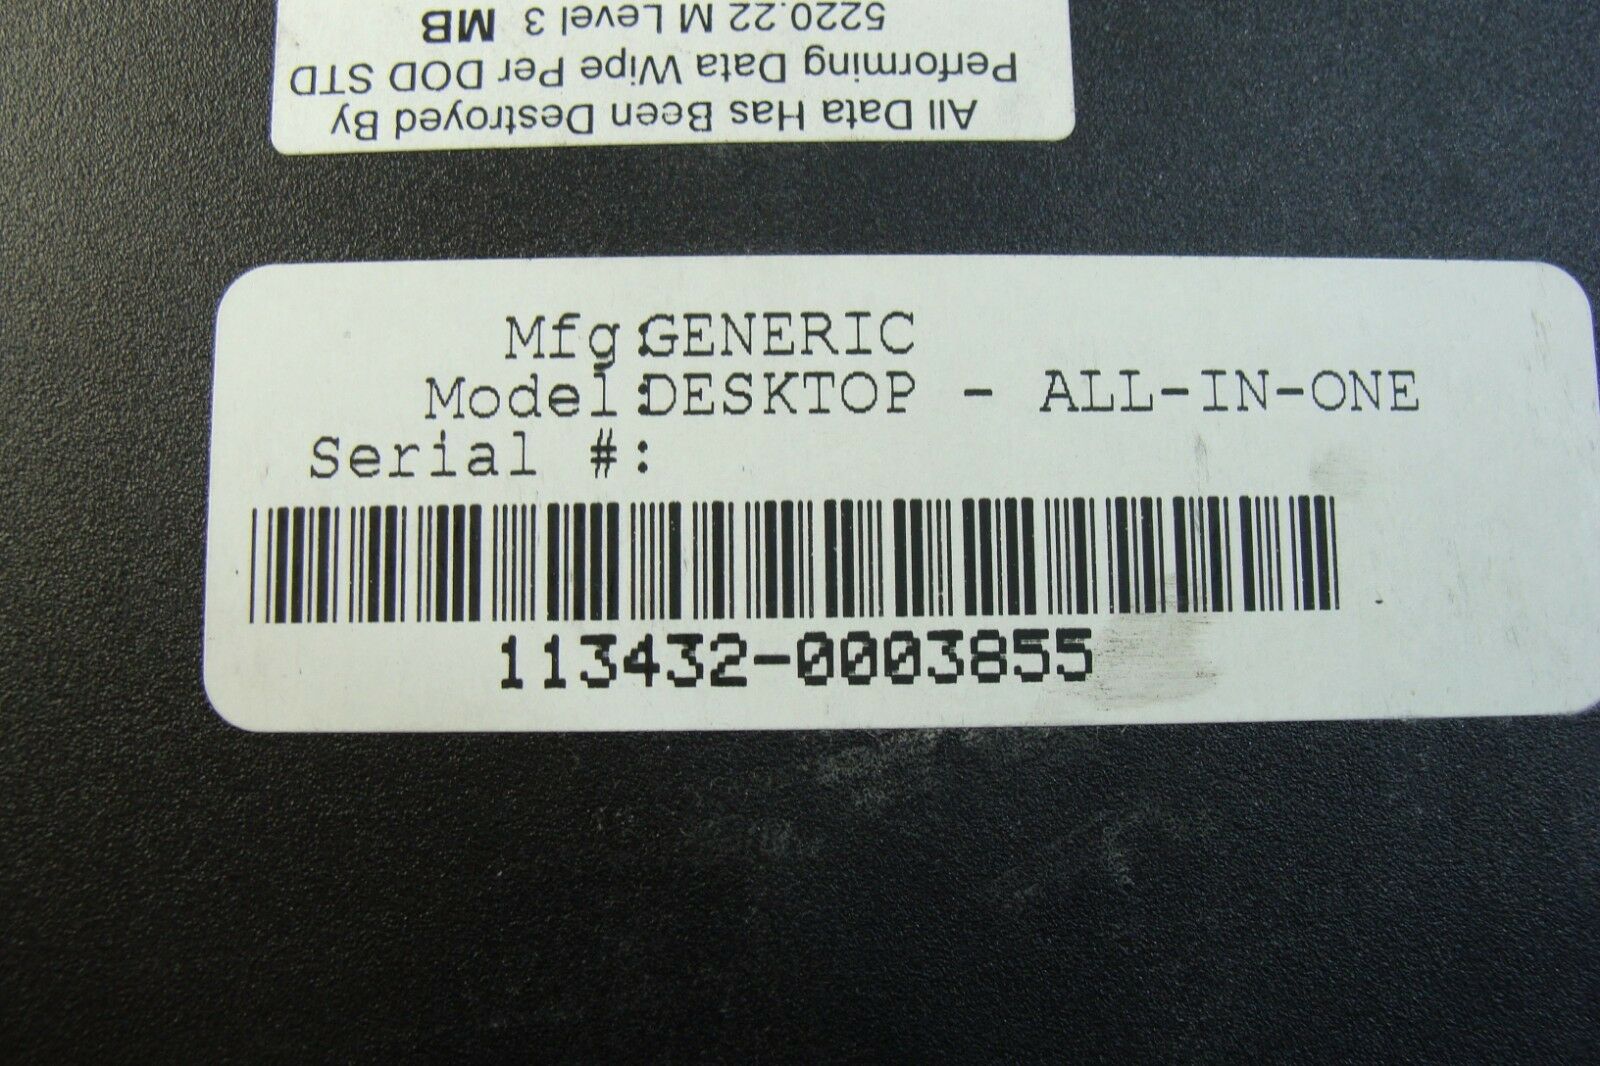 All Data Has Been Destroyed By
Performing Data Wipe Per DOD STD
5220.22 M Level 3 MB
Mfg:GENERIC
Model:DESKTOP - ALL-IN-ONE
Serial #:
113432-0003855